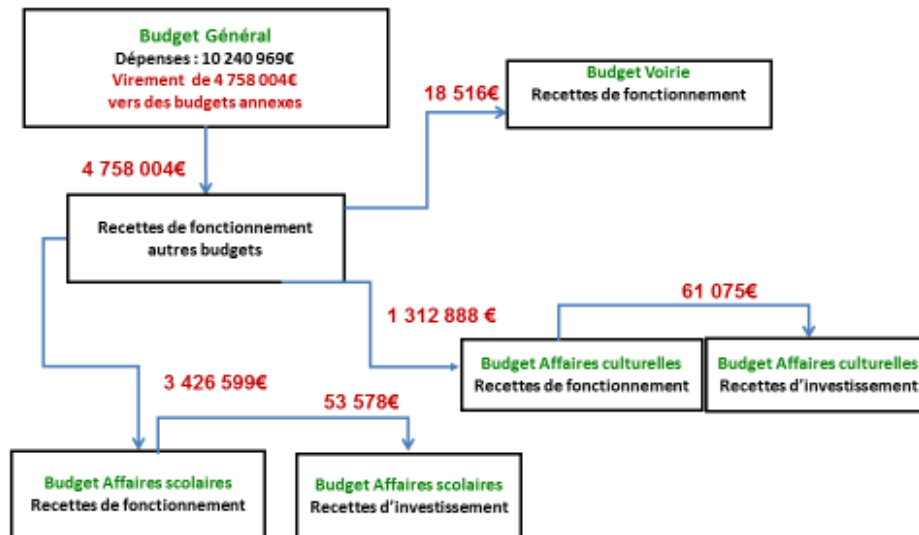 Budget Général
Dépenses : 10 240 969€
Virement de 4 758 004€
vers des budgets annexes
18 516€
Budget Voirie
Recettes de fonctionnement
4 758 004€
Recettes de fonctionnement
autres budgets
1 312 888 €
61 075€
Budget Affaires culturelles
Recettes de fonctionnement
Budget Affaires culturelles
Recettes d'investissement
3 426 599€
53 578€
Budget Affaires scolaires
Recettes de fonctionnement
Budget Affaires scolaires
Recettes d'investissement